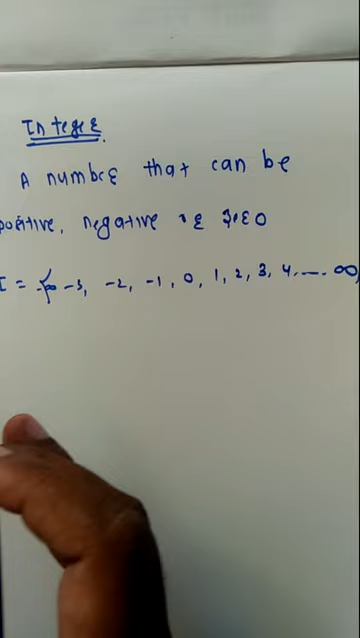 Integer
A number that can be
positive, negative or zero
I = {-∞ -3, -2, -1, 0, 1, 2, 3, 4, .... ∞